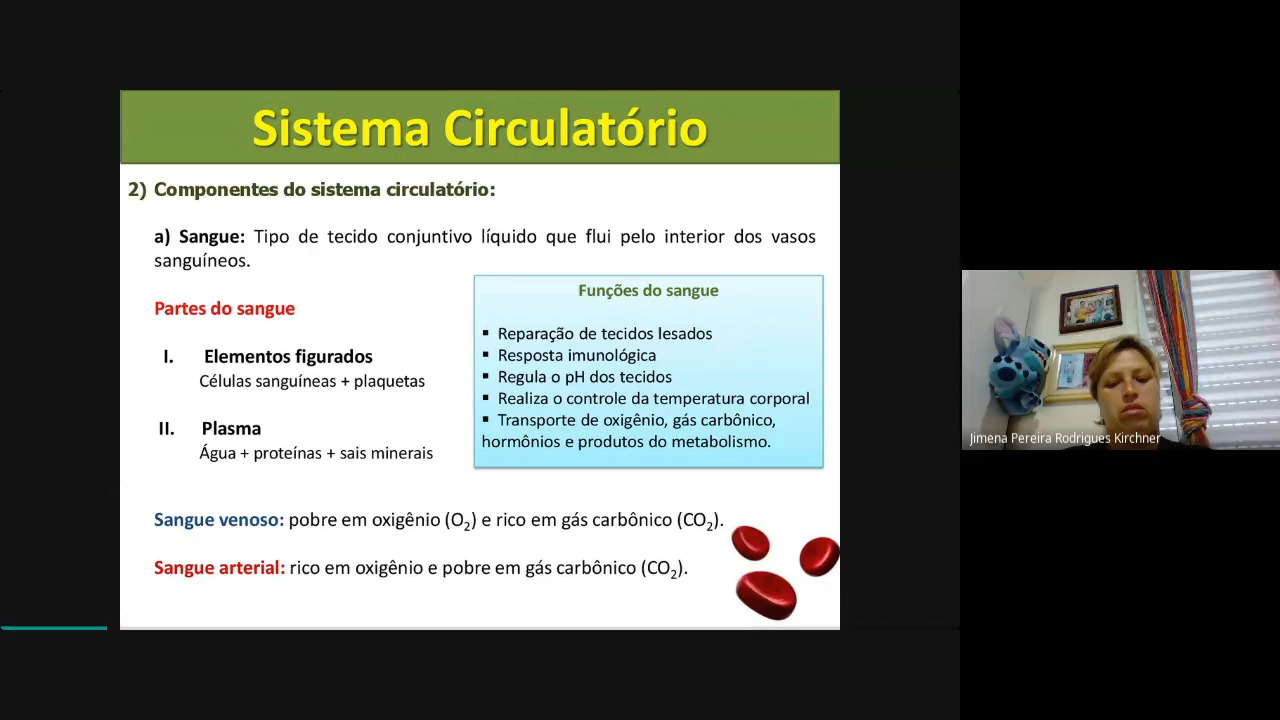 Sistema Circulatório
2) Componentes do sistema circulatório:
a) Sangue: Tipo de tecido conjuntivo líquido que flui pelo interior dos vasos
sanguíneos.
Partes do sangue
I. Elementos figurados
Células sanguíneas + plaquetas
II. Plasma
Água + proteínas + sais minerais
Funções do sangue
▪ Reparação de tecidos lesados
▪ Resposta imunológica
▪ Regula o pH dos tecidos
▪ Realiza o controle da temperatura corporal
▪ Transporte de oxigênio, gás carbônico,
hormônios e produtos do metabolismo.
Sangue venoso: pobre em oxigênio (O₂) e rico em gás carbônico (CO₂).
Sangue arterial: rico em oxigênio e pobre em gás carbônico (CO₂).
Jimena Pereira Rodrigues Kirchner